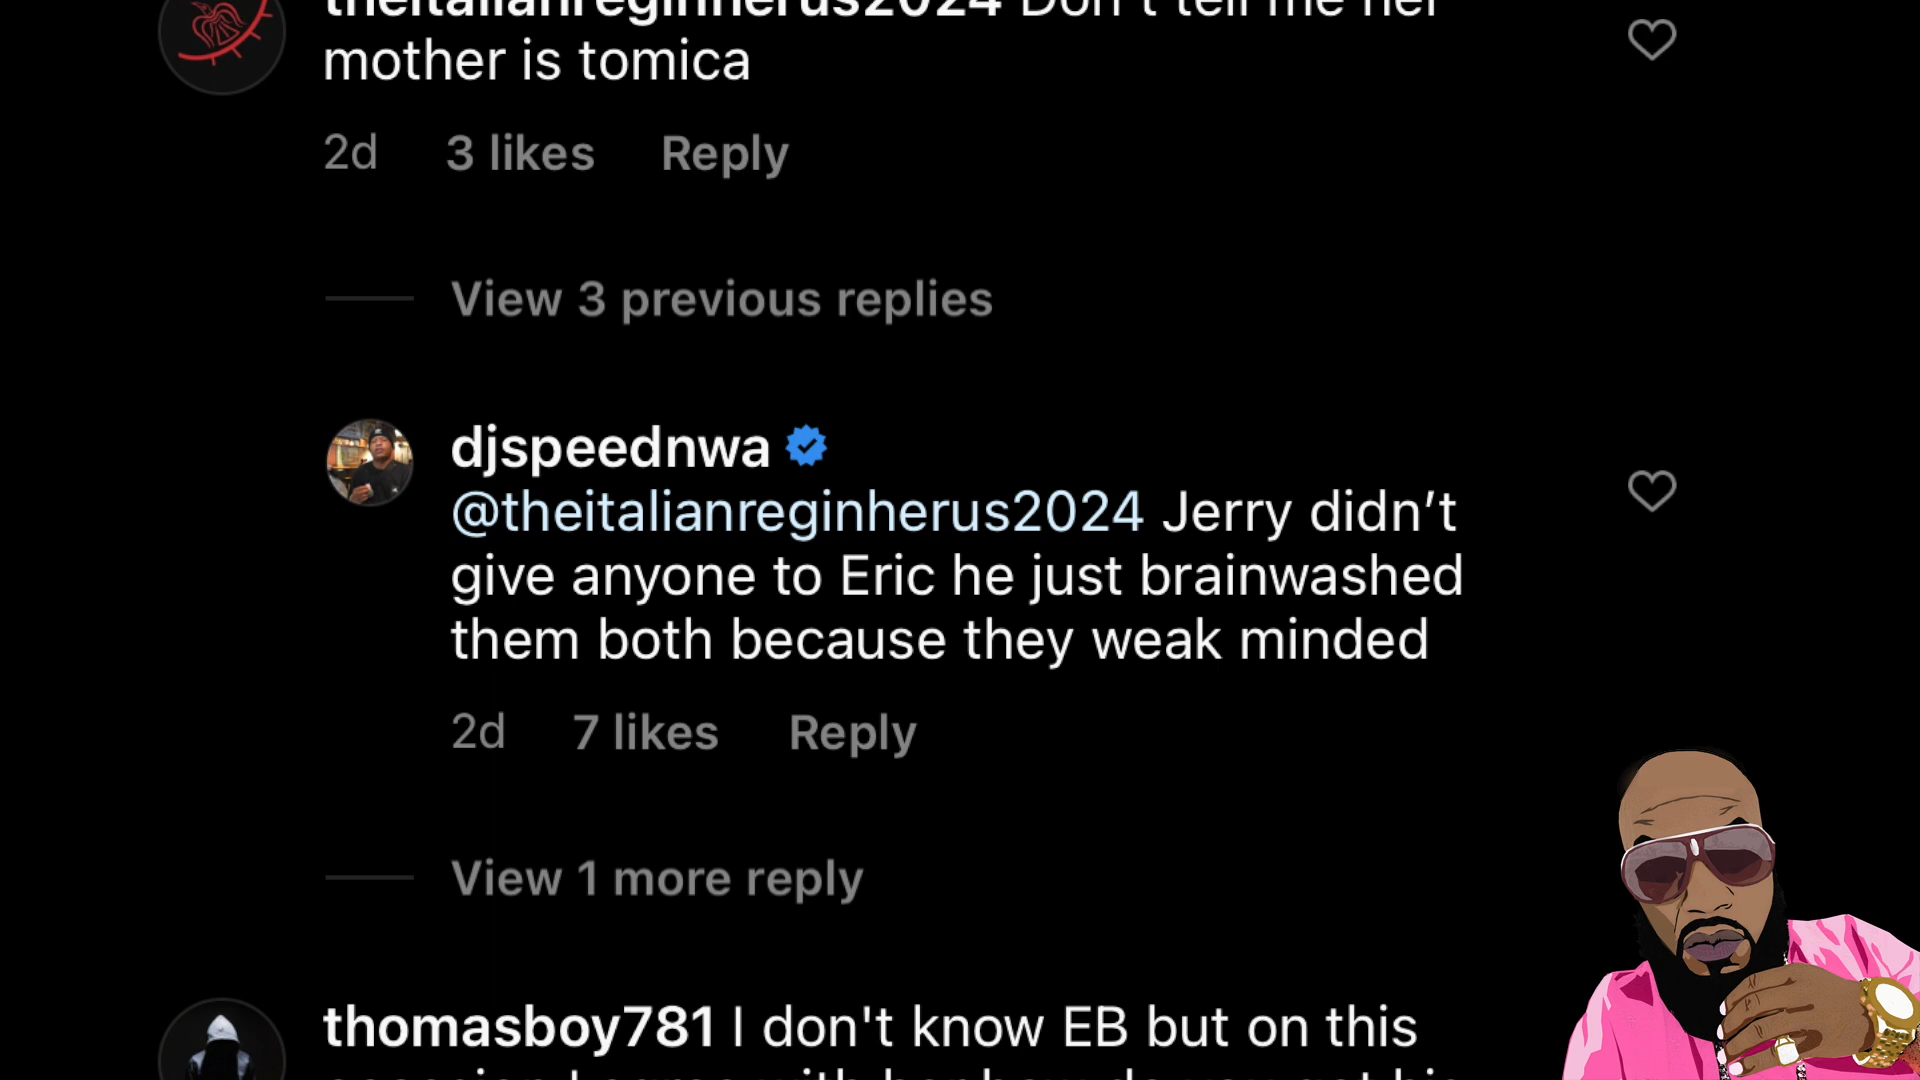 theitalianreginherus2024 Don't tell me her
mother is tomica
2d 3 likes Reply
View 3 previous replies
djspeednwa
@theitalianreginherus2024 Jerry didn’t
give anyone to Eric he just brainwashed
them both because they weak minded
2d 7 likes Reply
View 1 more reply
thomasboy781 I don't know EB but on this